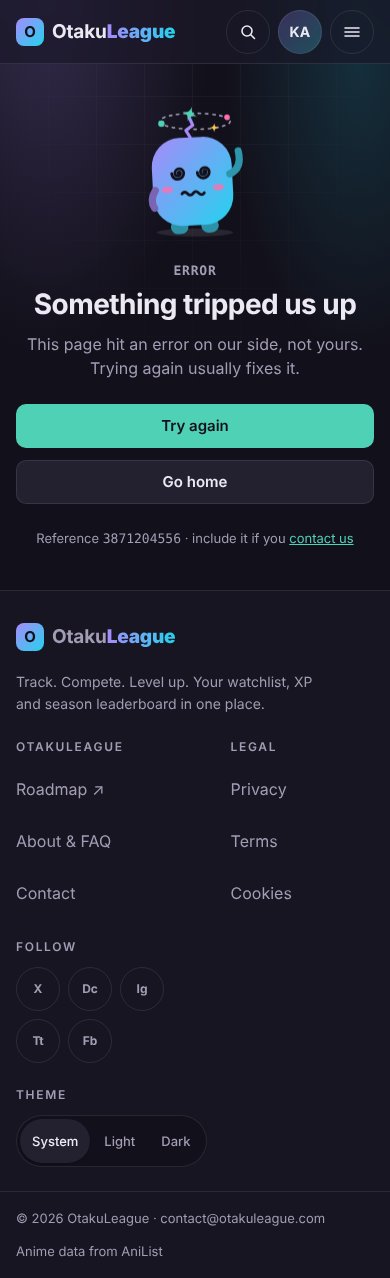 O OtakuLeague KA
ERROR
Something tripped us up
This page hit an error on our side, not yours.
Trying again usually fixes it.
Try again
Go home
Reference 3871204556 · include it if you contact us
O OtakuLeague
Track. Compete. Level up. Your watchlist, XP
and season leaderboard in one place.
OTAKULEAGUE
Roadmap ↗
About & FAQ
Contact
LEGAL
Privacy
Terms
Cookies
FOLLOW
X Dc Ig
Tt Fb
THEME
System Light Dark
© 2026 OtakuLeague · contact@otakuleague.com
Anime data from AniList